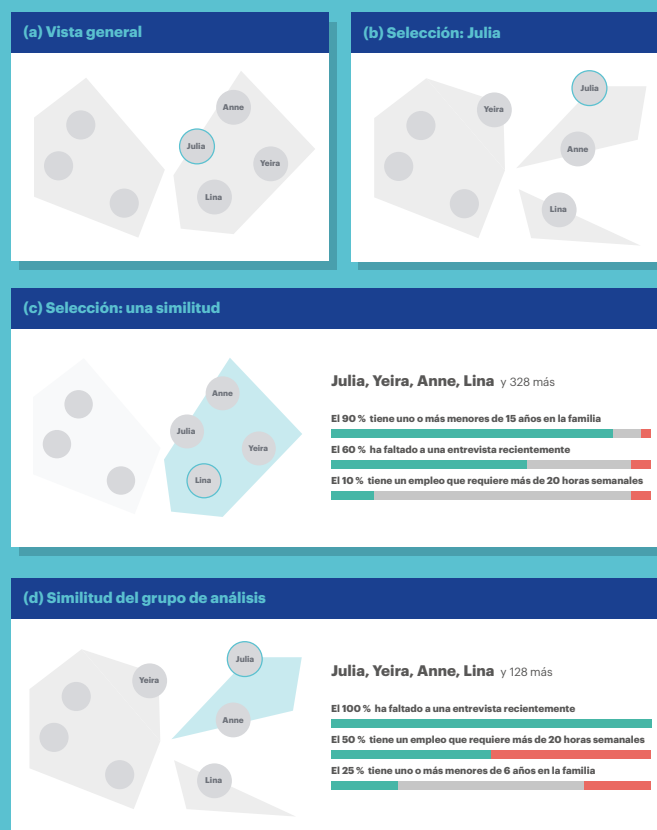 (a) Vista general
Anne
Julia
Yeira
Lina
(b) Selección: Julia
Julia
Yeira
Anne
Lina
(c) Selección: una similitud
Anne
Julia
Yeira
Lina
Julia, Yeira, Anne, Lina y 328 más
El 90 % tiene uno o más menores de 15 años en la familia
El 60 % ha faltado a una entrevista recientemente
El 10 % tiene un empleo que requiere más de 20 horas semanales
(d) Similitud del grupo de análisis
Julia
Yeira
Anne
Lina
Julia, Yeira, Anne, Lina y 128 más
El 100 % ha faltado a una entrevista recientemente
El 50 % tiene un empleo que requiere más de 20 horas semanales
El 25 % tiene uno o más menores de 6 años en la familia